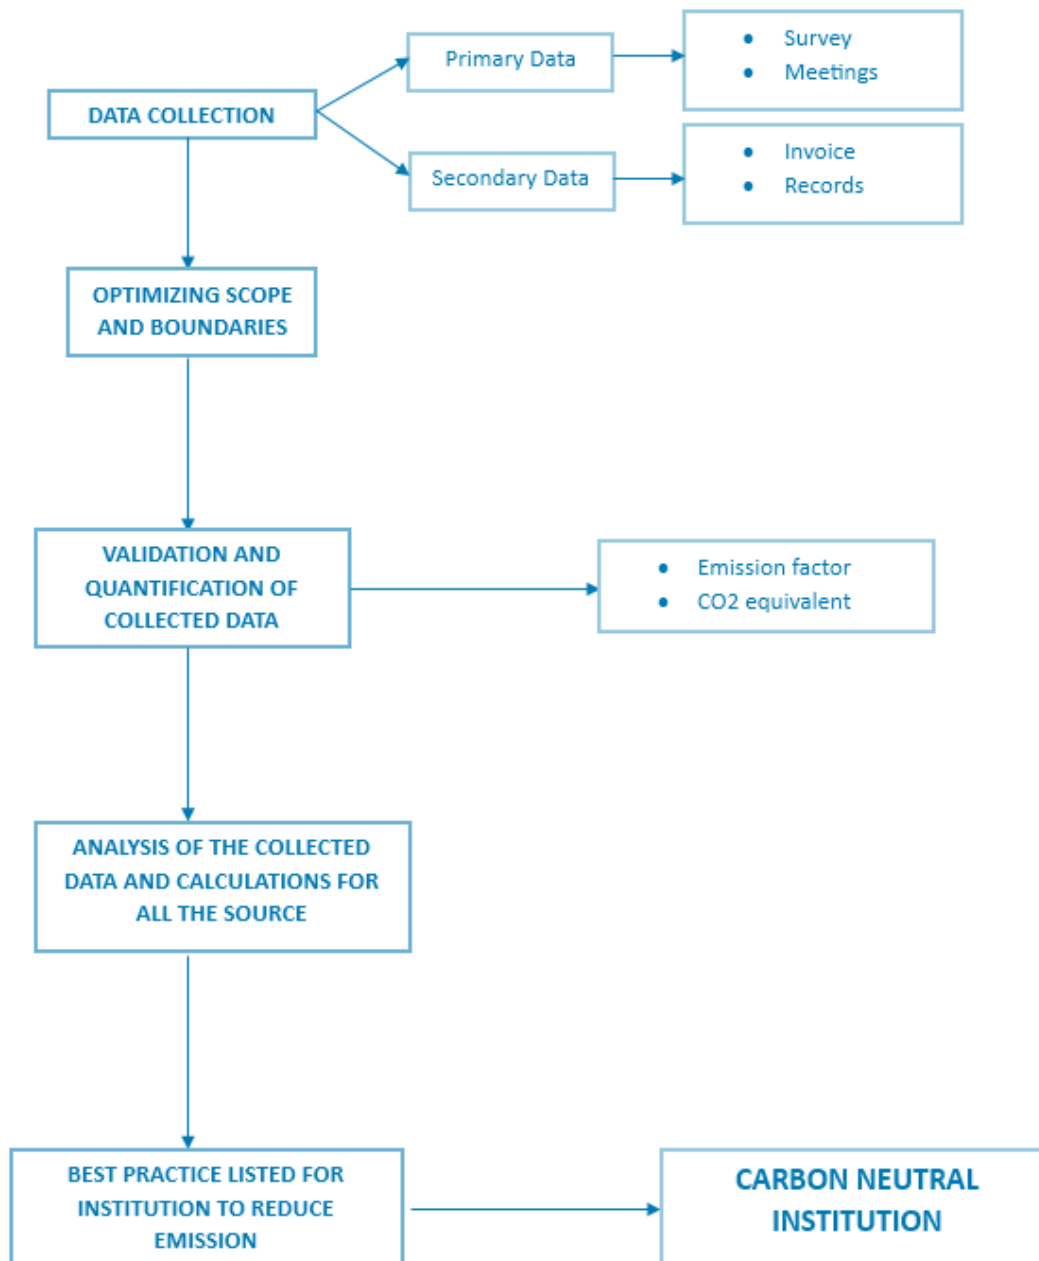 Primary Data
• Survey
• Meetings
DATA COLLECTION
Secondary Data
• Invoice
• Records
OPTIMIZING SCOPE
AND BOUNDARIES
VALIDATION AND
QUANTIFICATION OF
COLLECTED DATA
• Emission factor
• CO2 equivalent
ANALYSIS OF THE COLLECTED
DATA AND CALCULATIONS FOR
ALL THE SOURCE
BEST PRACTICE LISTED FOR
INSTITUTION TO REDUCE
EMISSION
CARBON NEUTRAL
INSTITUTION